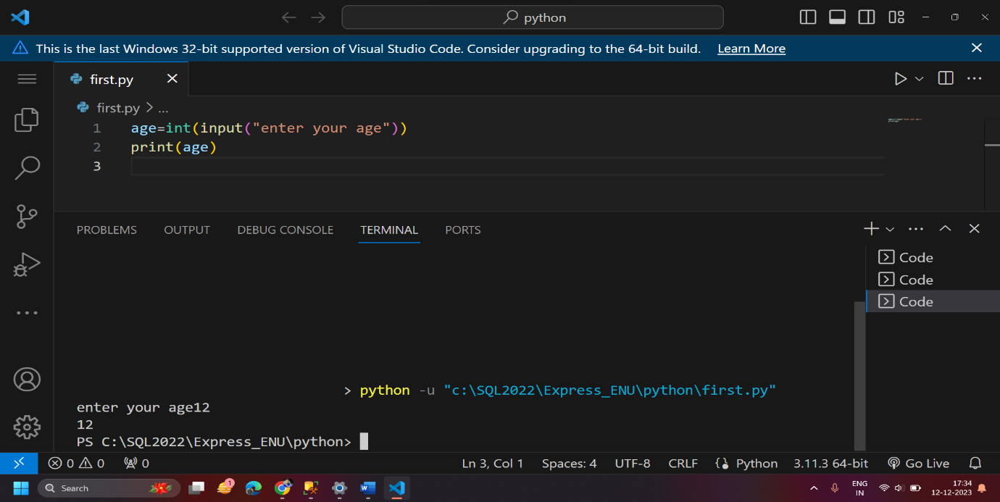 python
This is the last Windows 32-bit supported version of Visual Studio Code. Consider upgrading to the 64-bit build. Learn More
first.py
first.py > ...
1 age=int(input("enter your age"))
2 print(age)
3
PROBLEMS OUTPUT DEBUG CONSOLE TERMINAL PORTS
Code
Code
Code
> python -u "c:\SQL2022\Express_ENU\python\first.py"
enter your age12
12
PS C:\SQL2022\Express_ENU\python>
0 0 0 Ln 3, Col 1 Spaces: 4 UTF-8 CRLF Python 3.11.3 64-bit Go Live
Search 1 ENG 17:34
IN 12-12-2023